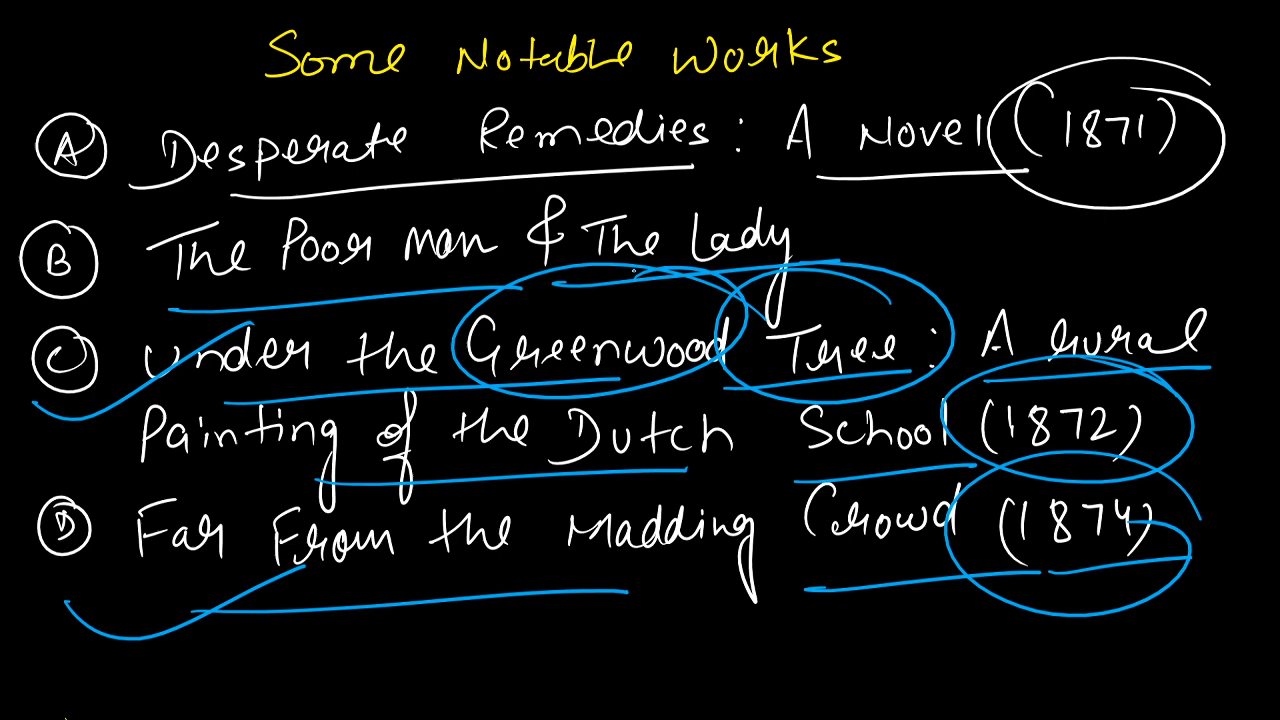 Some Notable Works
A Desperate Remedies: A Novel (1871)
B The Poor man & The Lady
C Under the Greenwood Tree: A rural
Painting of the Dutch School (1872)
D Far From the Madding Crowd (1874)